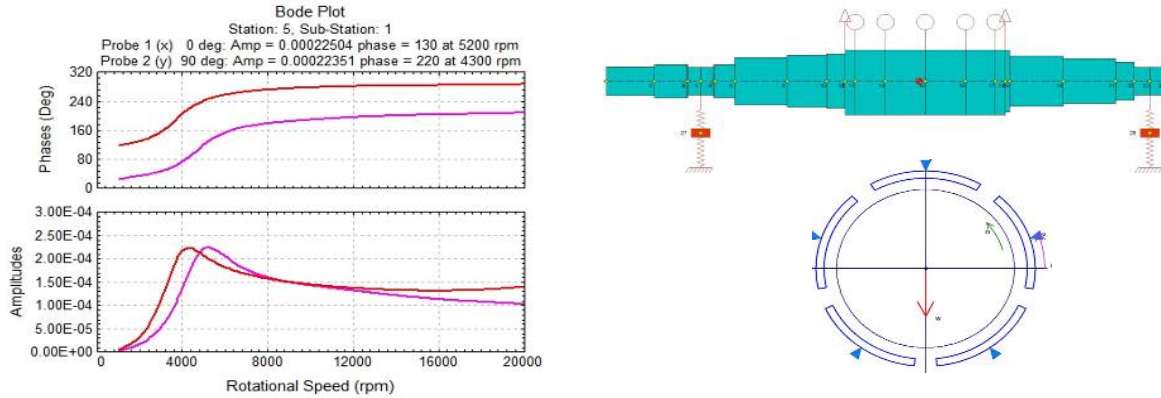 Bode Plot
Station: 5, Sub-Station: 1
Probe 1 (x) 0 deg: Amp = 0.00022504 phase = 130 at 5200 rpm
Probe 2 (y) 90 deg: Amp = 0.00022351 phase = 220 at 4300 rpm
320
240
160
80
0
Phases (Deg)
3.00E-04
2.50E-04
2.00E-04
1.50E-04
1.00E-04
5.00E-05
0.00E+00
Amplitudes
0 4000 8000 12000 16000 20000
Rotational Speed (rpm)
27
28
W